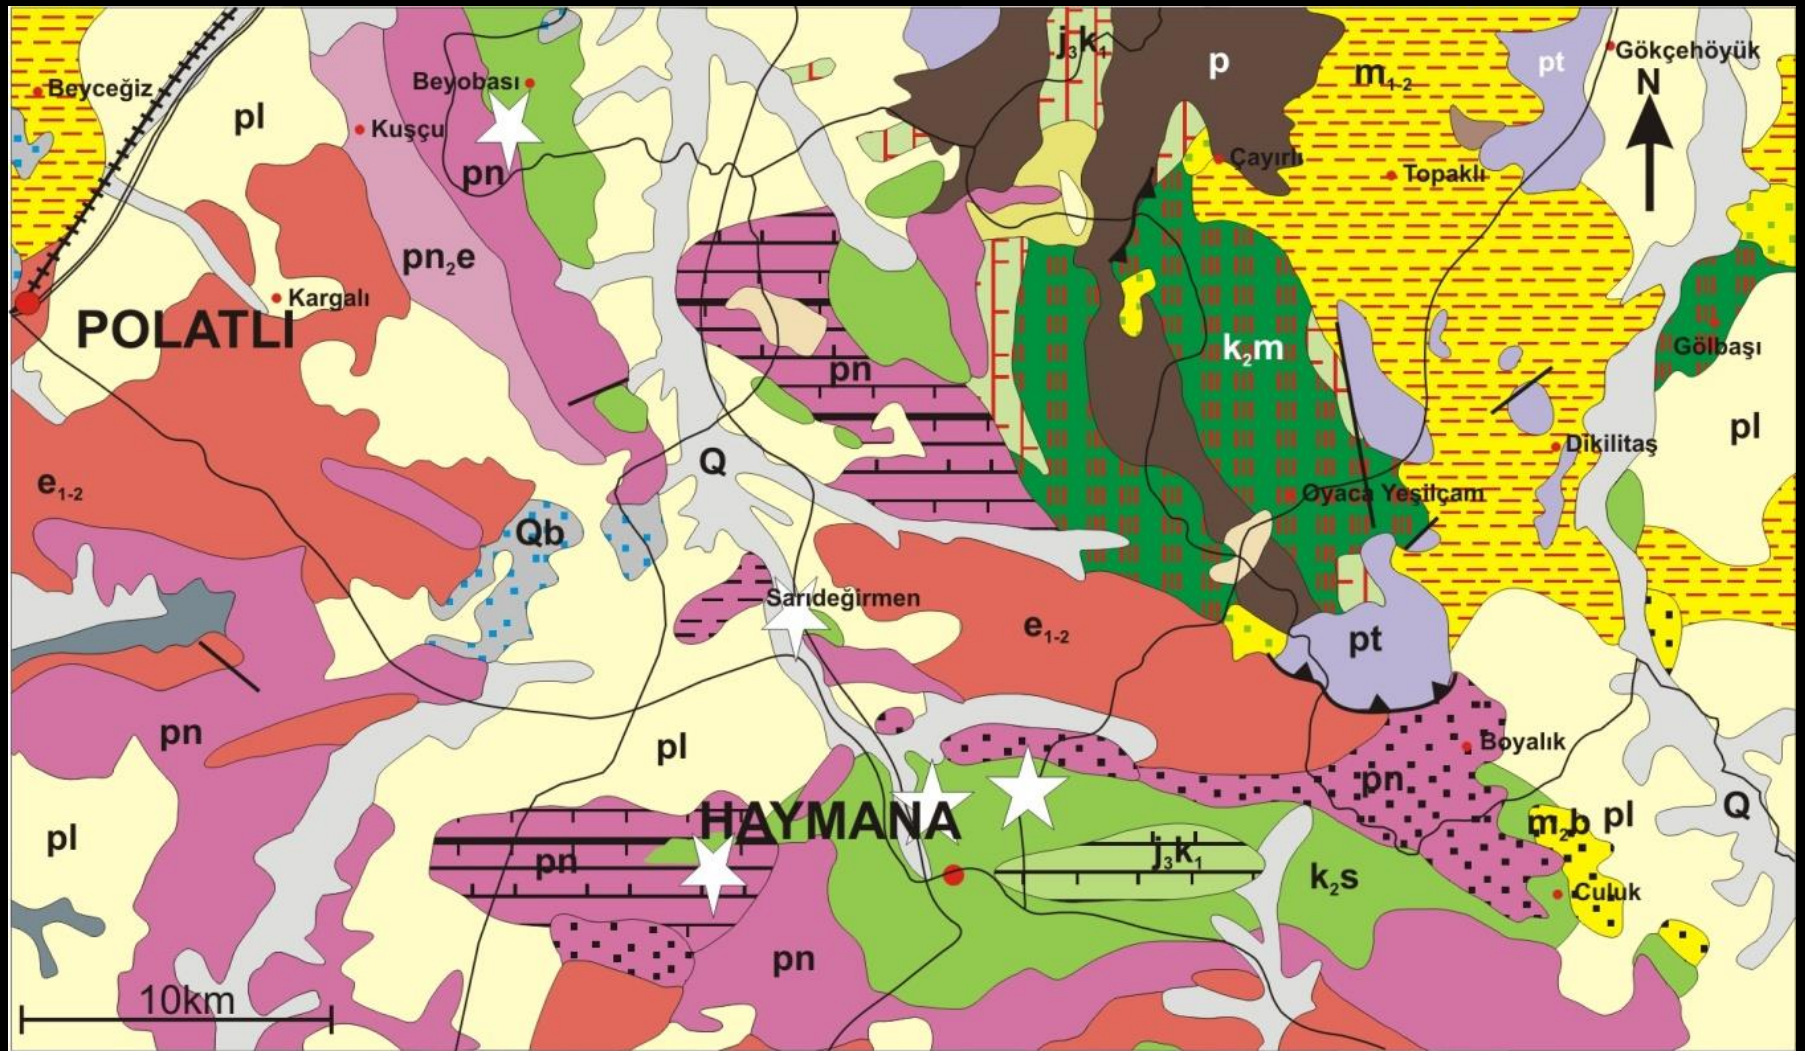 j₃k₁
Gökçehöyük
pt
p
m₁₋₂
N
Beyceğiz
Beyobası
pl
Kuşçu
Çayırlı
Topaklı
pn
pn₂e
Kargalı
POLATLI
k₂m
Gölbaşı
pn
pl
Q
Dikilitaş
e₁₋₂
Oyaca Yeşilçam
Qb
Sarıdeğirmen
e₁₋₂
pt
pn
pl
Boyalık
pn
HAYMANA
m₂b
pl
Q
pl
pn
j₃k₁
k₂s
Culuk
pn
10km